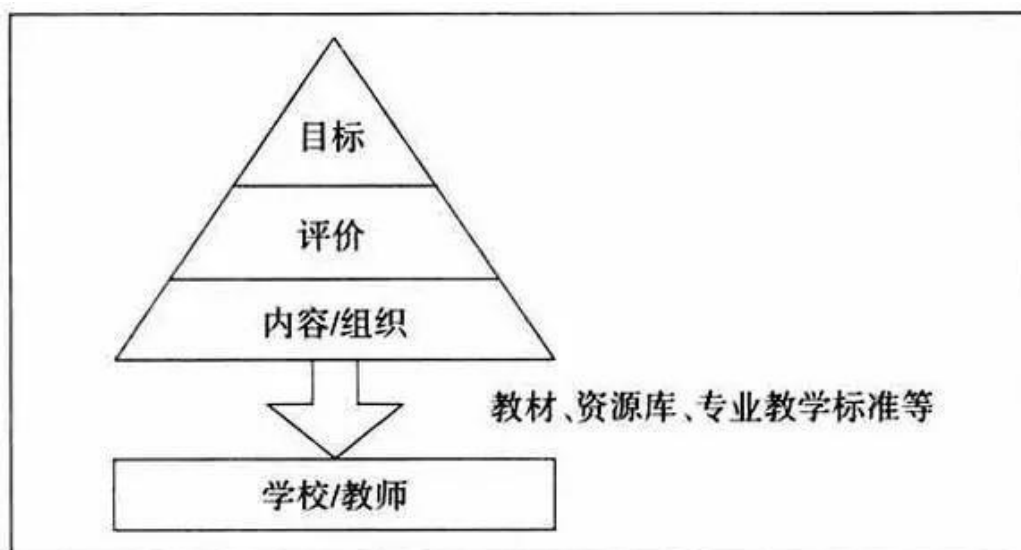 目标
评价
内容/组织
教材、资源库、专业教学标准等
学校/教师